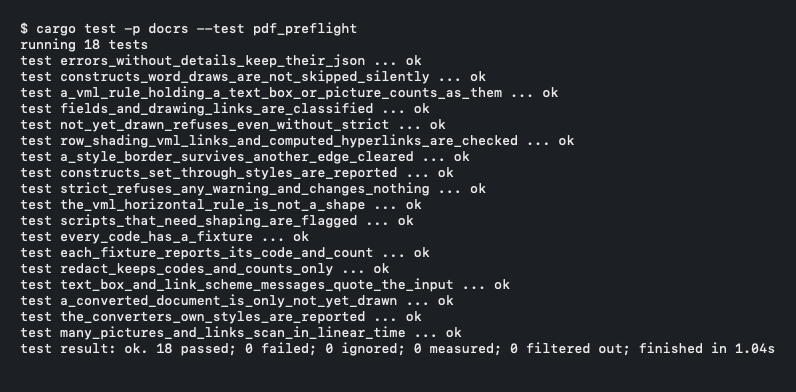 $ cargo test -p docrs --test pdf_preflight
running 18 tests
test errors_without_details_keep_their_json ... ok
test constructs_word_draws_are_not_skipped_silently ... ok
test a_vml_rule_holding_a_text_box_or_picture_counts_as_them ... ok
test fields_and_drawing_links_are_classified ... ok
test not_yet_drawn_refuses_even_without_strict ... ok
test row_shading_vml_links_and_computed_hyperlinks_are_checked ... ok
test a_style_border_survives_another_edge_cleared ... ok
test constructs_set_through_styles_are_reported ... ok
test strict_refuses_any_warning_and_changes_nothing ... ok
test the_vml_horizontal_rule_is_not_a_shape ... ok
test scripts_that_need_shaping_are_flagged ... ok
test every_code_has_a_fixture ... ok
test each_fixture_reports_its_code_and_count ... ok
test redact_keeps_codes_and_counts_only ... ok
test text_box_and_link_scheme_messages_quote_the_input ... ok
test a_converted_document_is_only_not_yet_drawn ... ok
test the_converters_own_styles_are_reported ... ok
test many_pictures_and_links_scan_in_linear_time ... ok
test result: ok. 18 passed; 0 failed; 0 ignored; 0 measured; 0 filtered out; finished in 1.04s